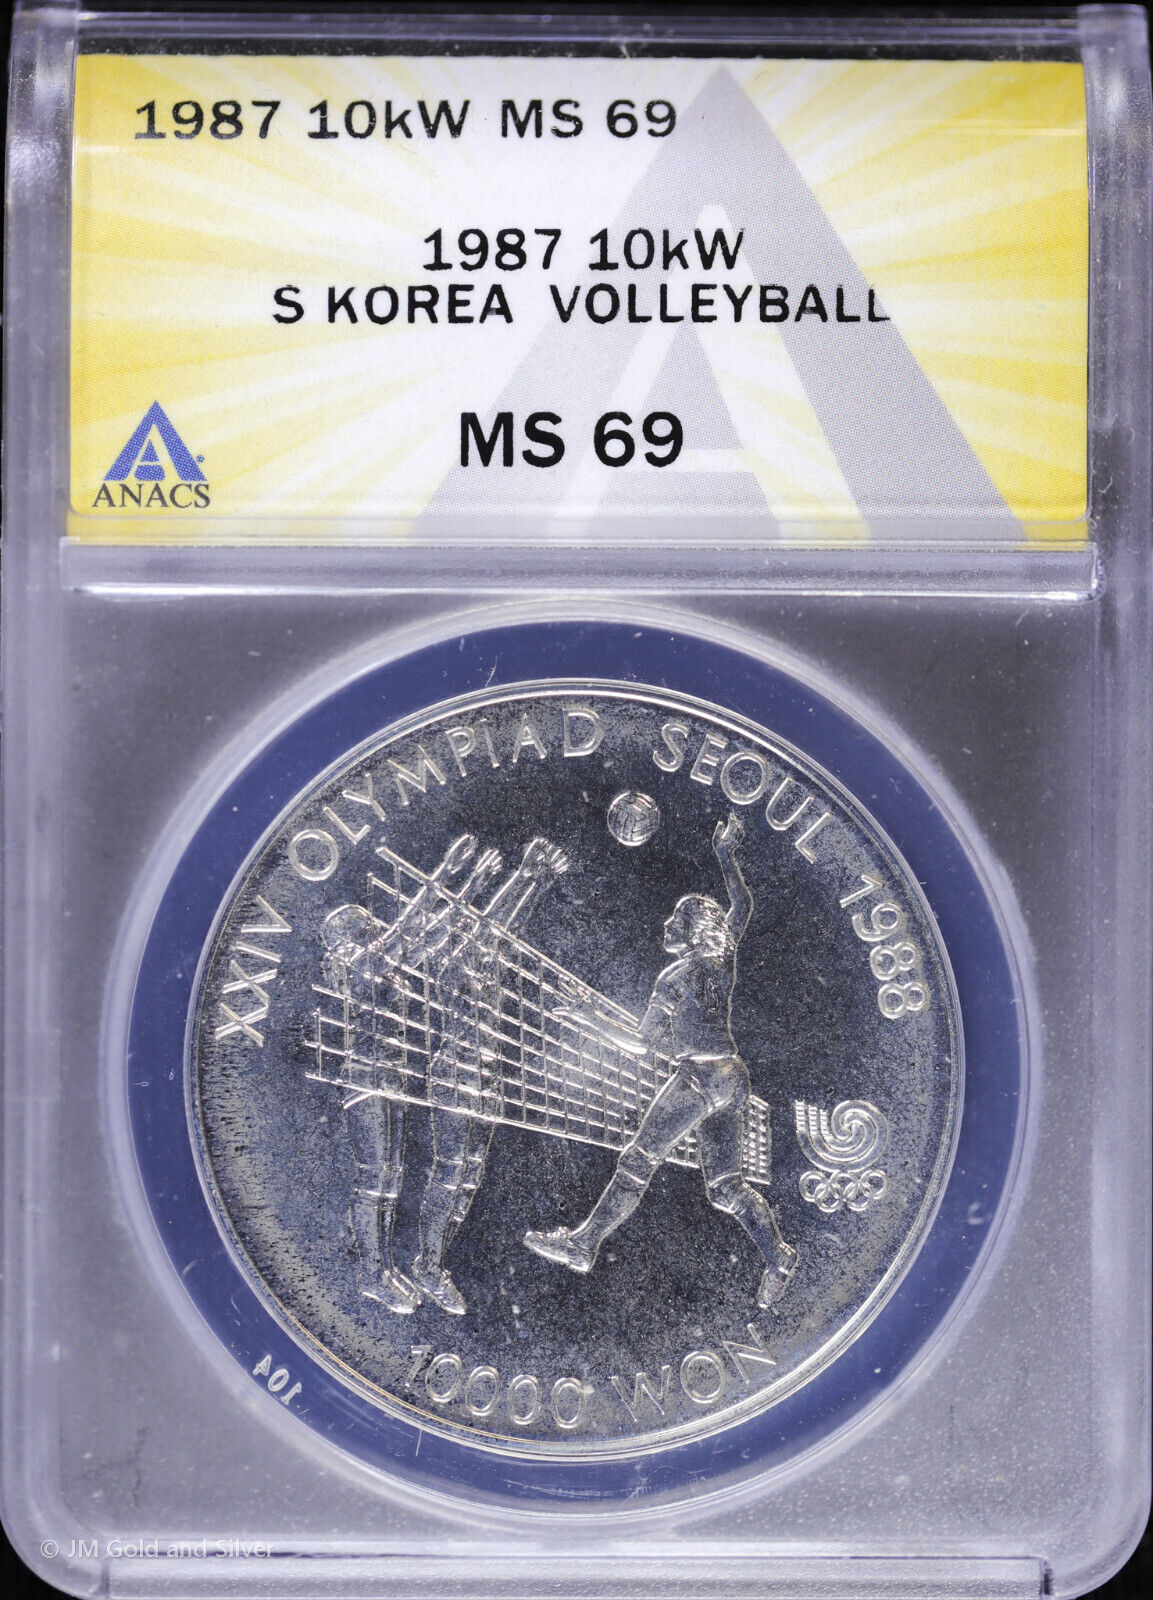 1987 10kW MS 69
1987 10kW
S KOREA VOLLEYBALL
MS 69
ANACS
XXIV OLYMPIAD SEOUL 1988
10000 WON
104
© JM Gold and Silver